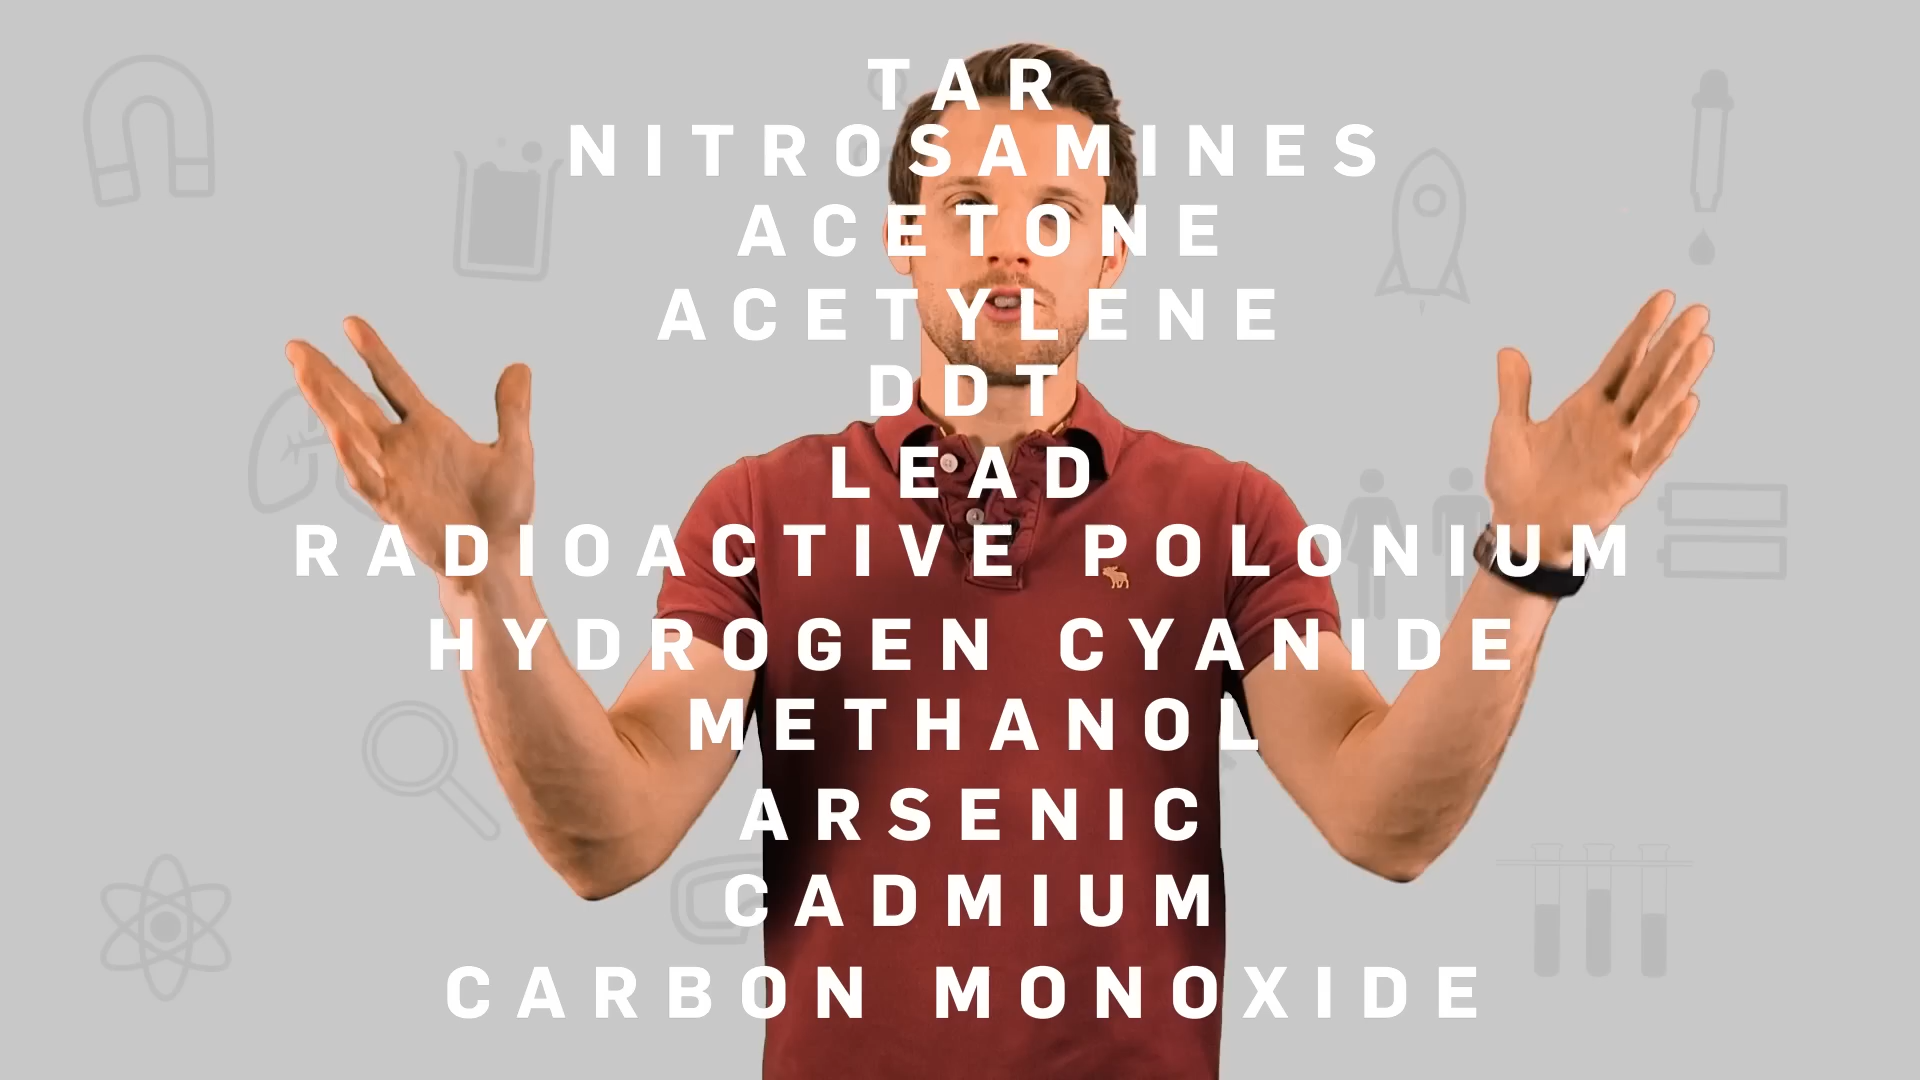 TAR
NITROSAMINES
ACETONE
ACETYLENE
DDT
LEAD
RADIOACTIVE POLONIUM
HYDROGEN CYANIDE
METHANOL
ARSENIC
CADMIUM
CARBON MONOXIDE